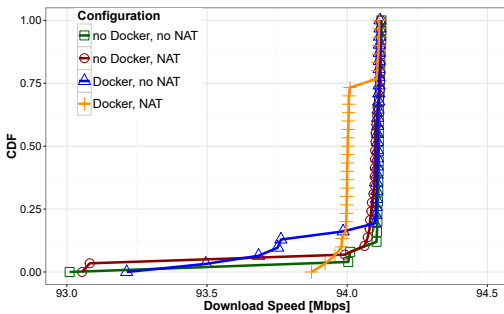 Configuration
no Docker, no NAT
no Docker, NAT
Docker, no NAT
Docker, NAT
CDF
1.00
0.75
0.50
0.25
0.00
93.0 93.5 94.0 94.5
Download Speed [Mbps]